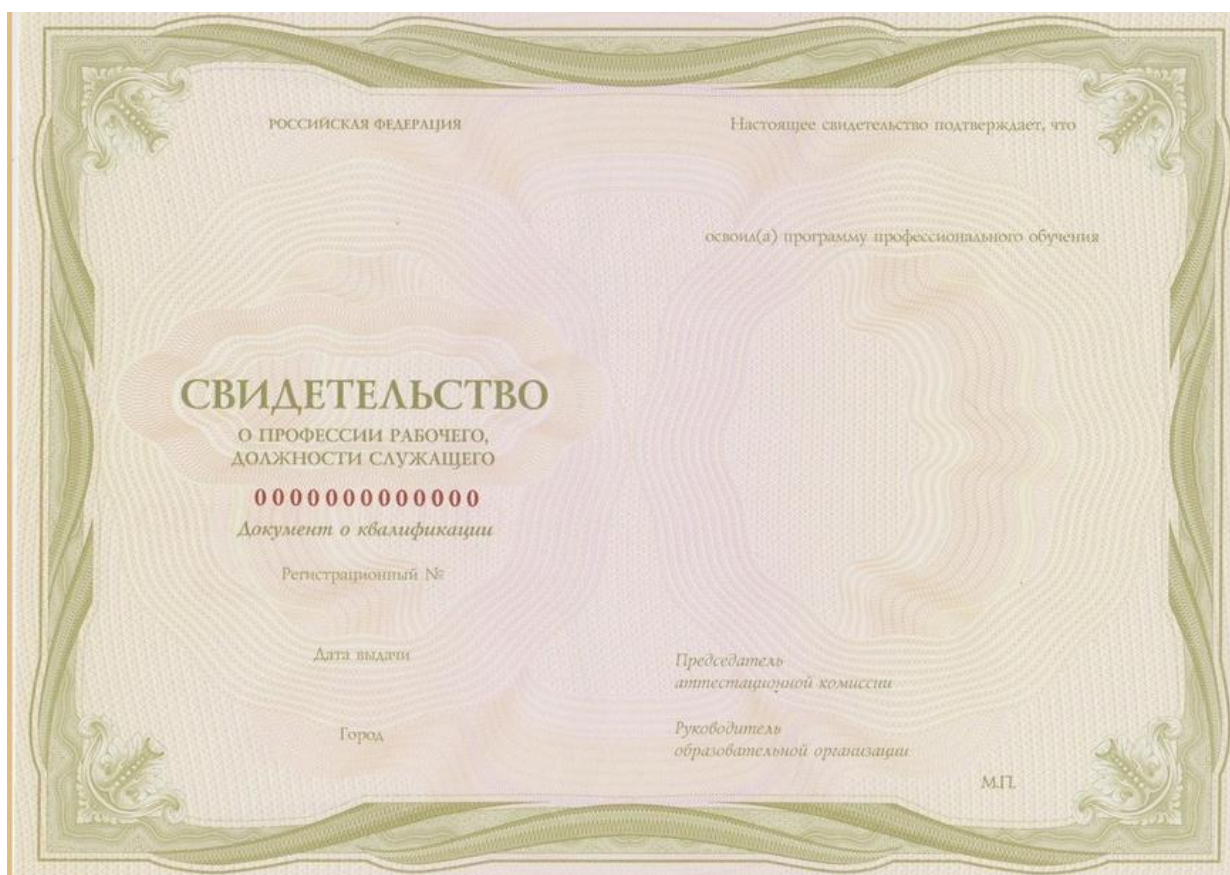 РОССИЙСКАЯ ФЕДЕРАЦИЯ
СВИДЕТЕЛЬСТВО
О ПРОФЕССИИ РАБОЧЕГО,
ДОЛЖНОСТИ СЛУЖАЩЕГО
0000000000000
Документ о квалификации
Регистрационный №
Дата выдачи
Город
Настоящее свидетельство подтверждает, что
освоил(а) программу профессионального обучения
Председатель
аттестационной комиссии
Руководитель
образовательной организации
М.П.